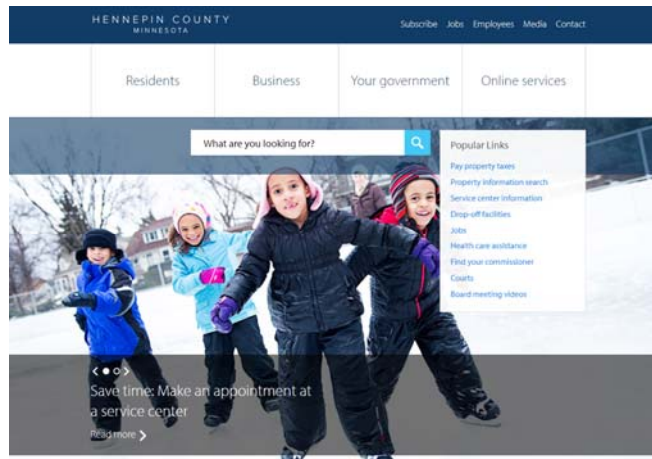 HENNEPIN COUNTY
MINNESOTA
Subscribe Jobs Employees Media Contact
Residents Business Your government Online services
What are you looking for?
Popular Links
Pay property taxes
Property information search
Service center information
Drop-off facilities
Jobs
Health care assistance
Find your commissioner
Courts
Board meeting videos
Save time: Make an appointment at
a service center
Read more